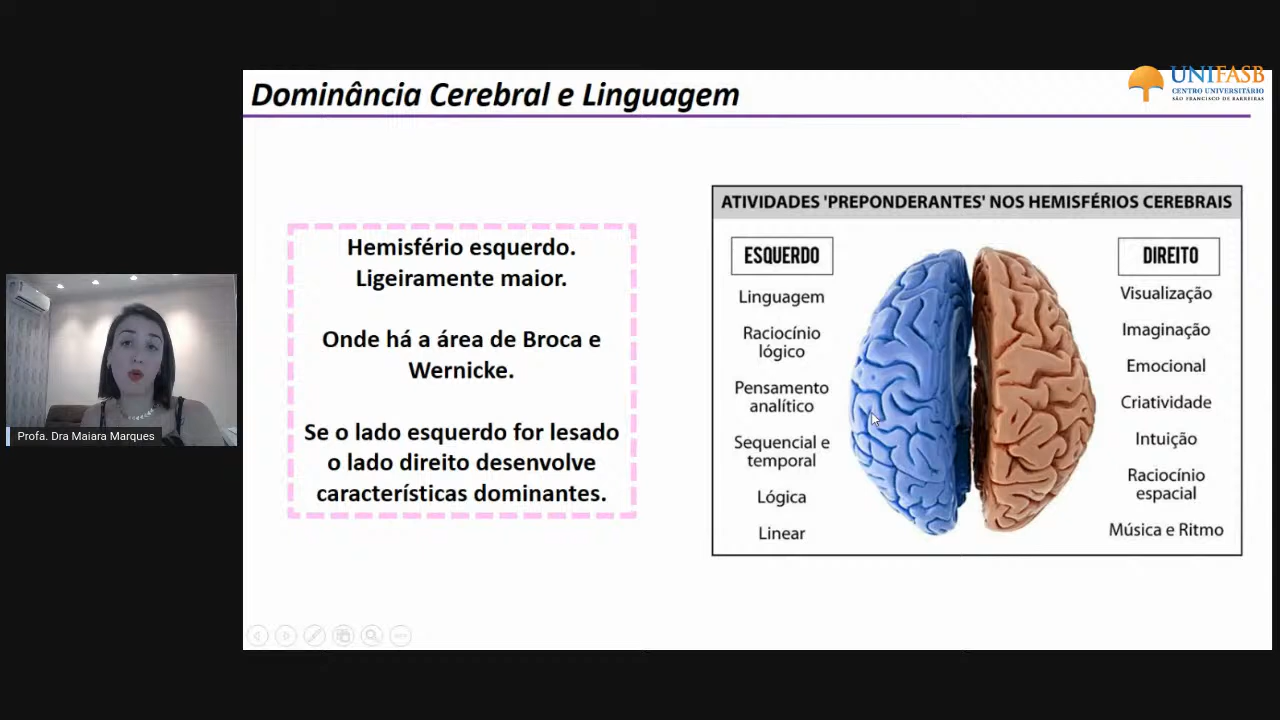 Dominância Cerebral e Linguagem
UNIFASB
CENTRO UNIVERSITÁRIO
SÃO FRANCISCO DE BARREIRAS
Hemisfério esquerdo.
Ligeiramente maior.
Onde há a área de Broca e
Wernicke.
Se o lado esquerdo for lesado
o lado direito desenvolve
características dominantes.
ATIVIDADES 'PREPONDERANTES' NOS HEMISFÉRIOS CEREBRAIS
ESQUERDO
Linguagem
Raciocínio
lógico
Pensamento
analítico
Sequencial e
temporal
Lógica
Linear
DIREITO
Visualização
Imaginação
Emocional
Criatividade
Intuição
Raciocínio
espacial
Música e Ritmo
Profa. Dra Maiara Marques